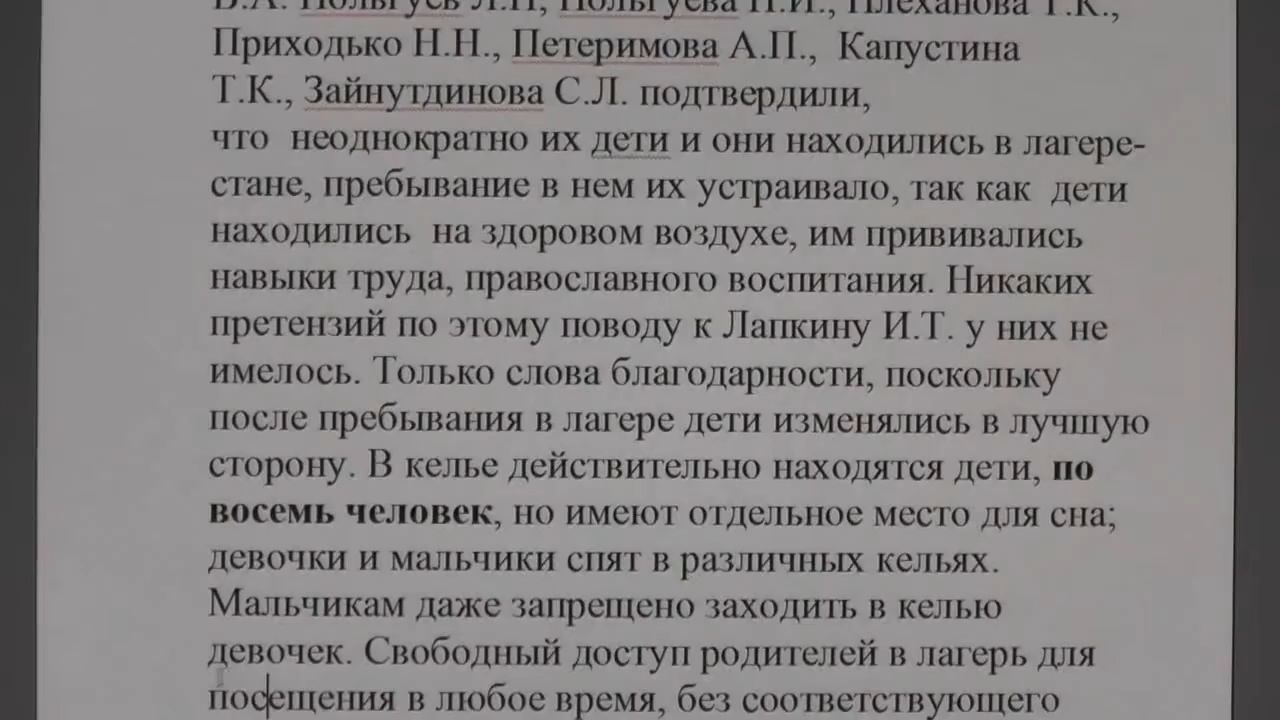 Плеханова Т.К.,
Приходько Н.Н., Петеримова А.П.,  Капустина
Т.К., Зайнутдинова С.Л. подтвердили,
что  неоднократно их дети и они находились в лагере-
стане, пребывание в нем их устраивало, так как  дети
находились  на здоровом воздухе, им прививались
навыки труда, православного воспитания. Никаких
претензий по этому поводу к Лапкину И.Т. у них не
имелось. Только слова благодарности, поскольку
после пребывания в лагере дети изменялись в лучшую
сторону. В келье действительно находятся дети, по
восемь человек, но имеют отдельное место для сна;
девочки и мальчики спят в различных кельях.
Мальчикам даже запрещено заходить в келью
девочек. Свободный доступ родителей в лагерь для
посещения в любое время, без соответствующего